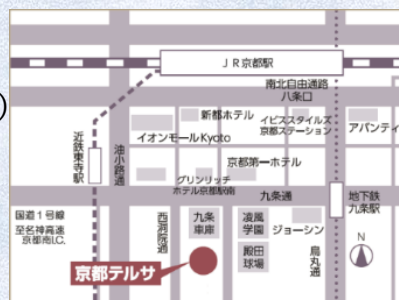 JR京都駅
南北自由通路
八条口
新都ホテル
イビススタイルズ
京都ステーション
アバンティ
イオンモールKyoto
近鉄東寺駅
油小路通
京都第一ホテル
グリンリッチ
ホテル京都駅南
九条通
地下鉄
九条駅
国道1号線
至名神高速
京都南I.C.
西洞院通
九条
車庫
凌風
学園
ジョーシン
殿田
球場
烏丸通
N
京都テルサ